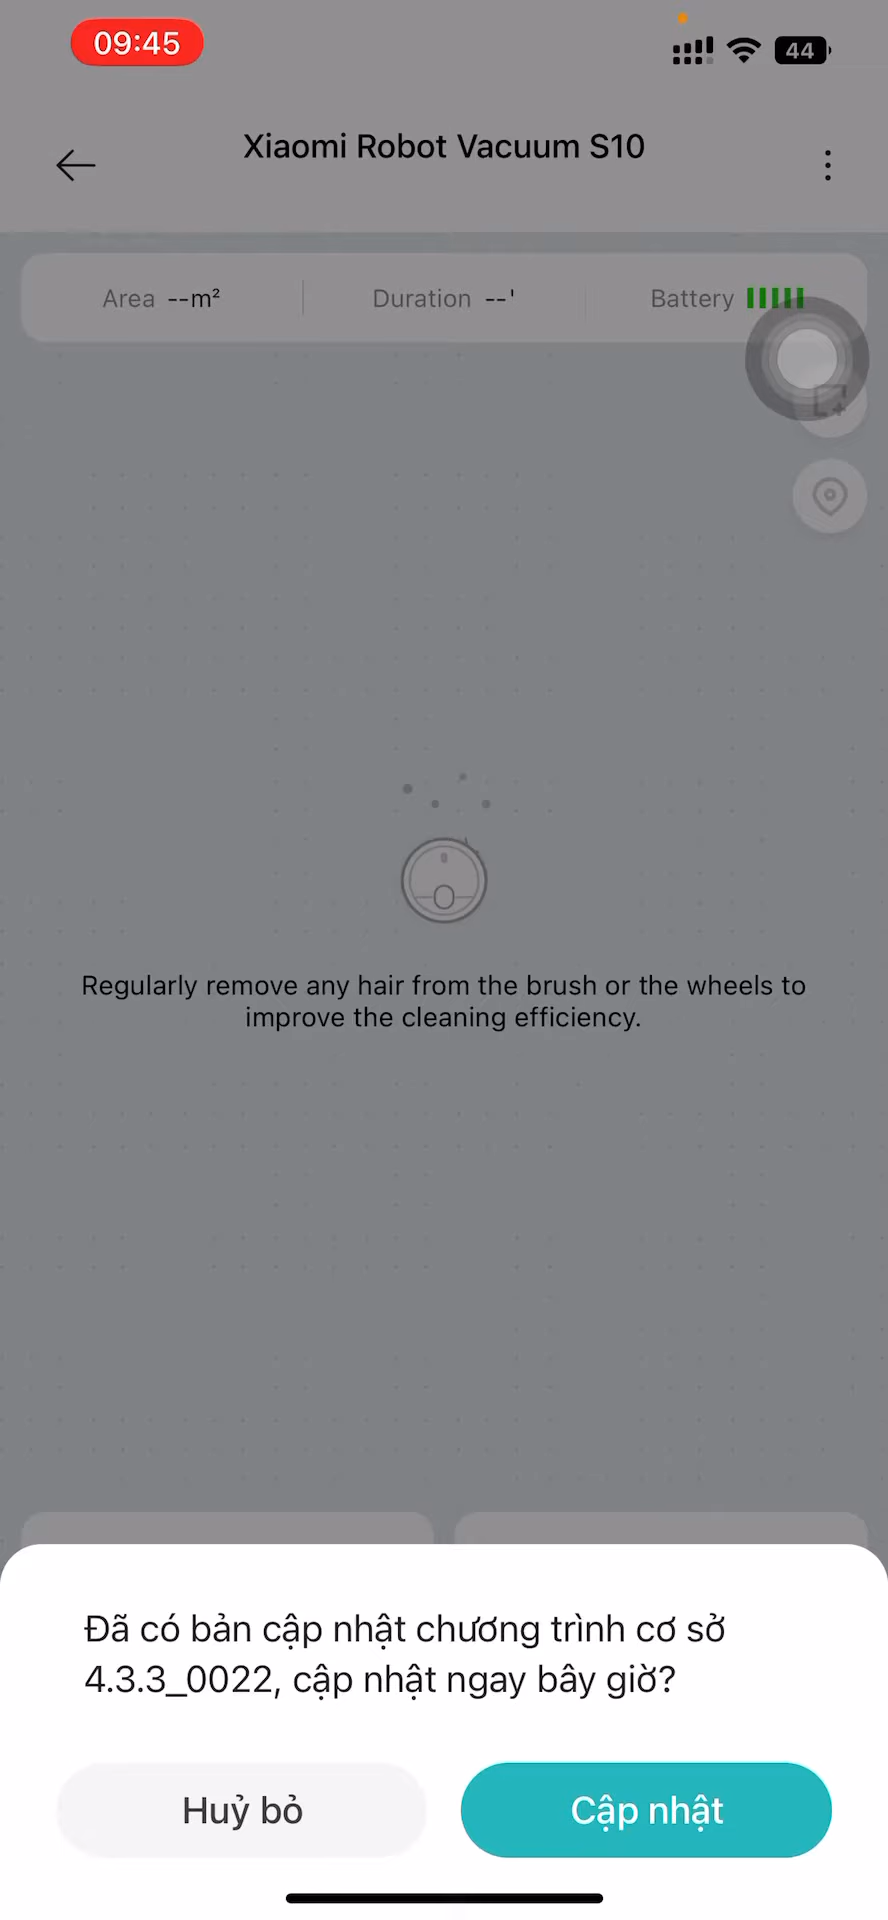 09:45
44
Xiaomi Robot Vacuum S10
Area --m² Duration --' Battery
Regularly remove any hair from the brush or the wheels to
improve the cleaning efficiency.
Đã có bản cập nhật chương trình cơ sở
4.3.3_0022, cập nhật ngay bây giờ?
Huỷ bỏ Cập nhật